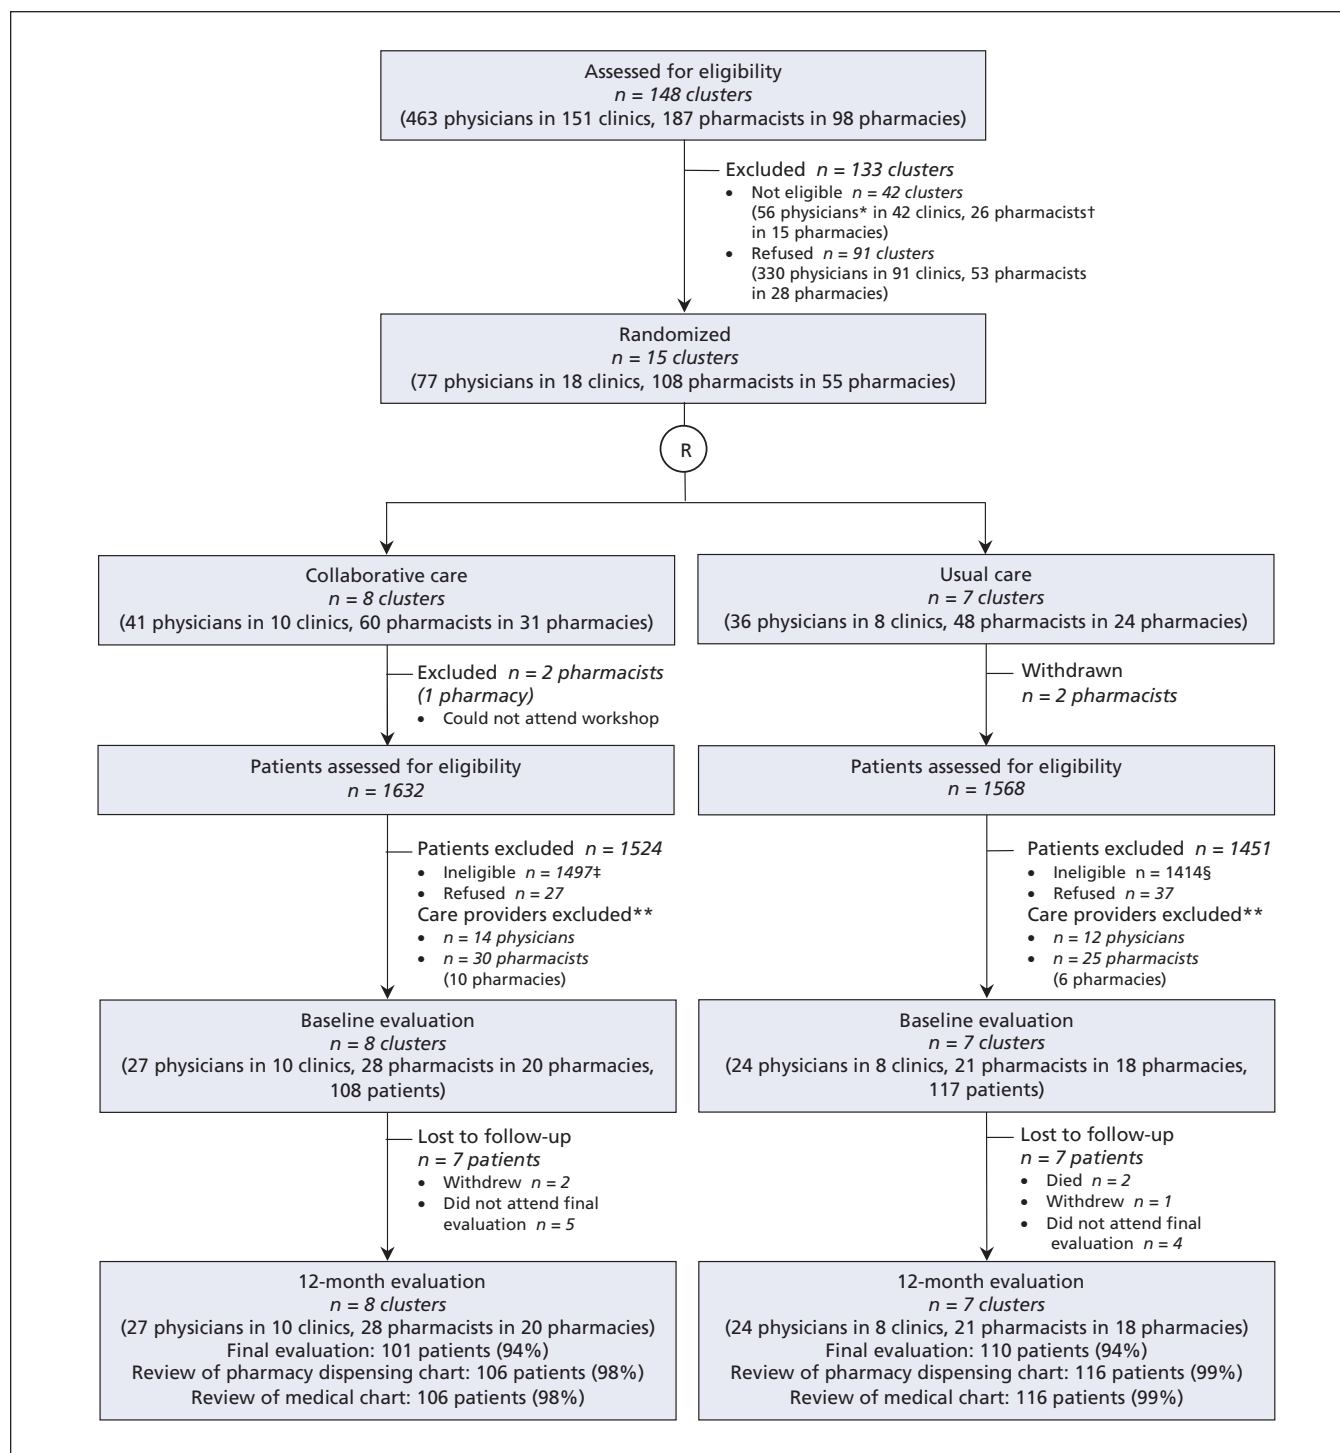 Assessed for eligibility
n = 148 clusters
(463 physicians in 151 clinics, 187 pharmacists in 98 pharmacies)
Excluded n = 133 clusters
• Not eligible n = 42 clusters
(56 physicians* in 42 clinics, 26 pharmacists†
in 15 pharmacies)
• Refused n = 91 clusters
(330 physicians in 91 clinics, 53 pharmacists
in 28 pharmacies)
Randomized
n = 15 clusters
(77 physicians in 18 clinics, 108 pharmacists in 55 pharmacies)
R
Collaborative care
n = 8 clusters
(41 physicians in 10 clinics, 60 pharmacists in 31 pharmacies)
Excluded n = 2 pharmacists
(1 pharmacy)
• Could not attend workshop
Patients assessed for eligibility
n = 1632
Patients excluded n = 1524
• Ineligible n = 1497‡
• Refused n = 27
Care providers excluded**
• n = 14 physicians
• n = 30 pharmacists
(10 pharmacies)
Baseline evaluation
n = 8 clusters
(27 physicians in 10 clinics, 28 pharmacists in 20 pharmacies,
108 patients)
Lost to follow-up
n = 7 patients
• Withdrew n = 2
• Did not attend final
evaluation n = 5
12-month evaluation
n = 8 clusters
(27 physicians in 10 clinics, 28 pharmacists in 20 pharmacies)
Final evaluation: 101 patients (94%)
Review of pharmacy dispensing chart: 106 patients (98%)
Review of medical chart: 106 patients (98%)
Usual care
n = 7 clusters
(36 physicians in 8 clinics, 48 pharmacists in 24 pharmacies)
Withdrawn
n = 2 pharmacists
Patients assessed for eligibility
n = 1568
Patients excluded n = 1451
• Ineligible n = 1414§
• Refused n = 37
Care providers excluded**
• n = 12 physicians
• n = 25 pharmacists
(6 pharmacies)
Baseline evaluation
n = 7 clusters
(24 physicians in 8 clinics, 21 pharmacists in 18 pharmacies,
117 patients)
Lost to follow-up
n = 7 patients
• Died n = 2
• Withdrew n = 1
• Did not attend final
evaluation n = 4
12-month evaluation
n = 7 clusters
(24 physicians in 8 clinics, 21 pharmacists in 18 pharmacies)
Final evaluation: 110 patients (94%)
Review of pharmacy dispensing chart: 116 patients (99%)
Review of medical chart: 116 patients (99%)